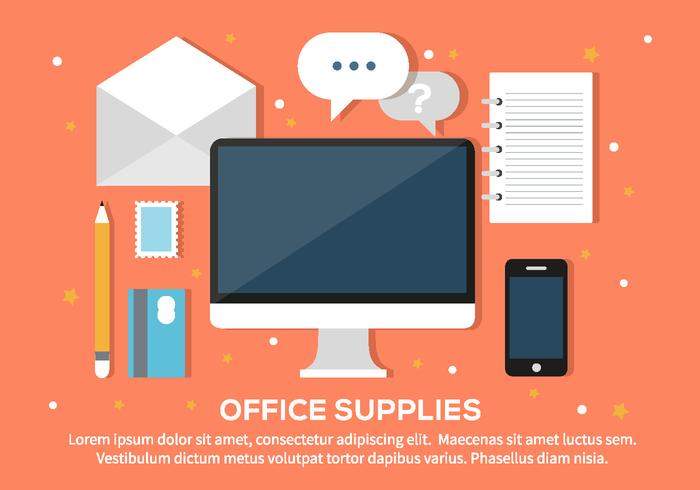 ?
OFFICE SUPPLIES
Lorem ipsum dolor sit amet, consectetur adipiscing elit. Maecenas sit amet luctus sem.
Vestibulum dictum metus volutpat tortor dapibus varius. Phasellus diam nisia.